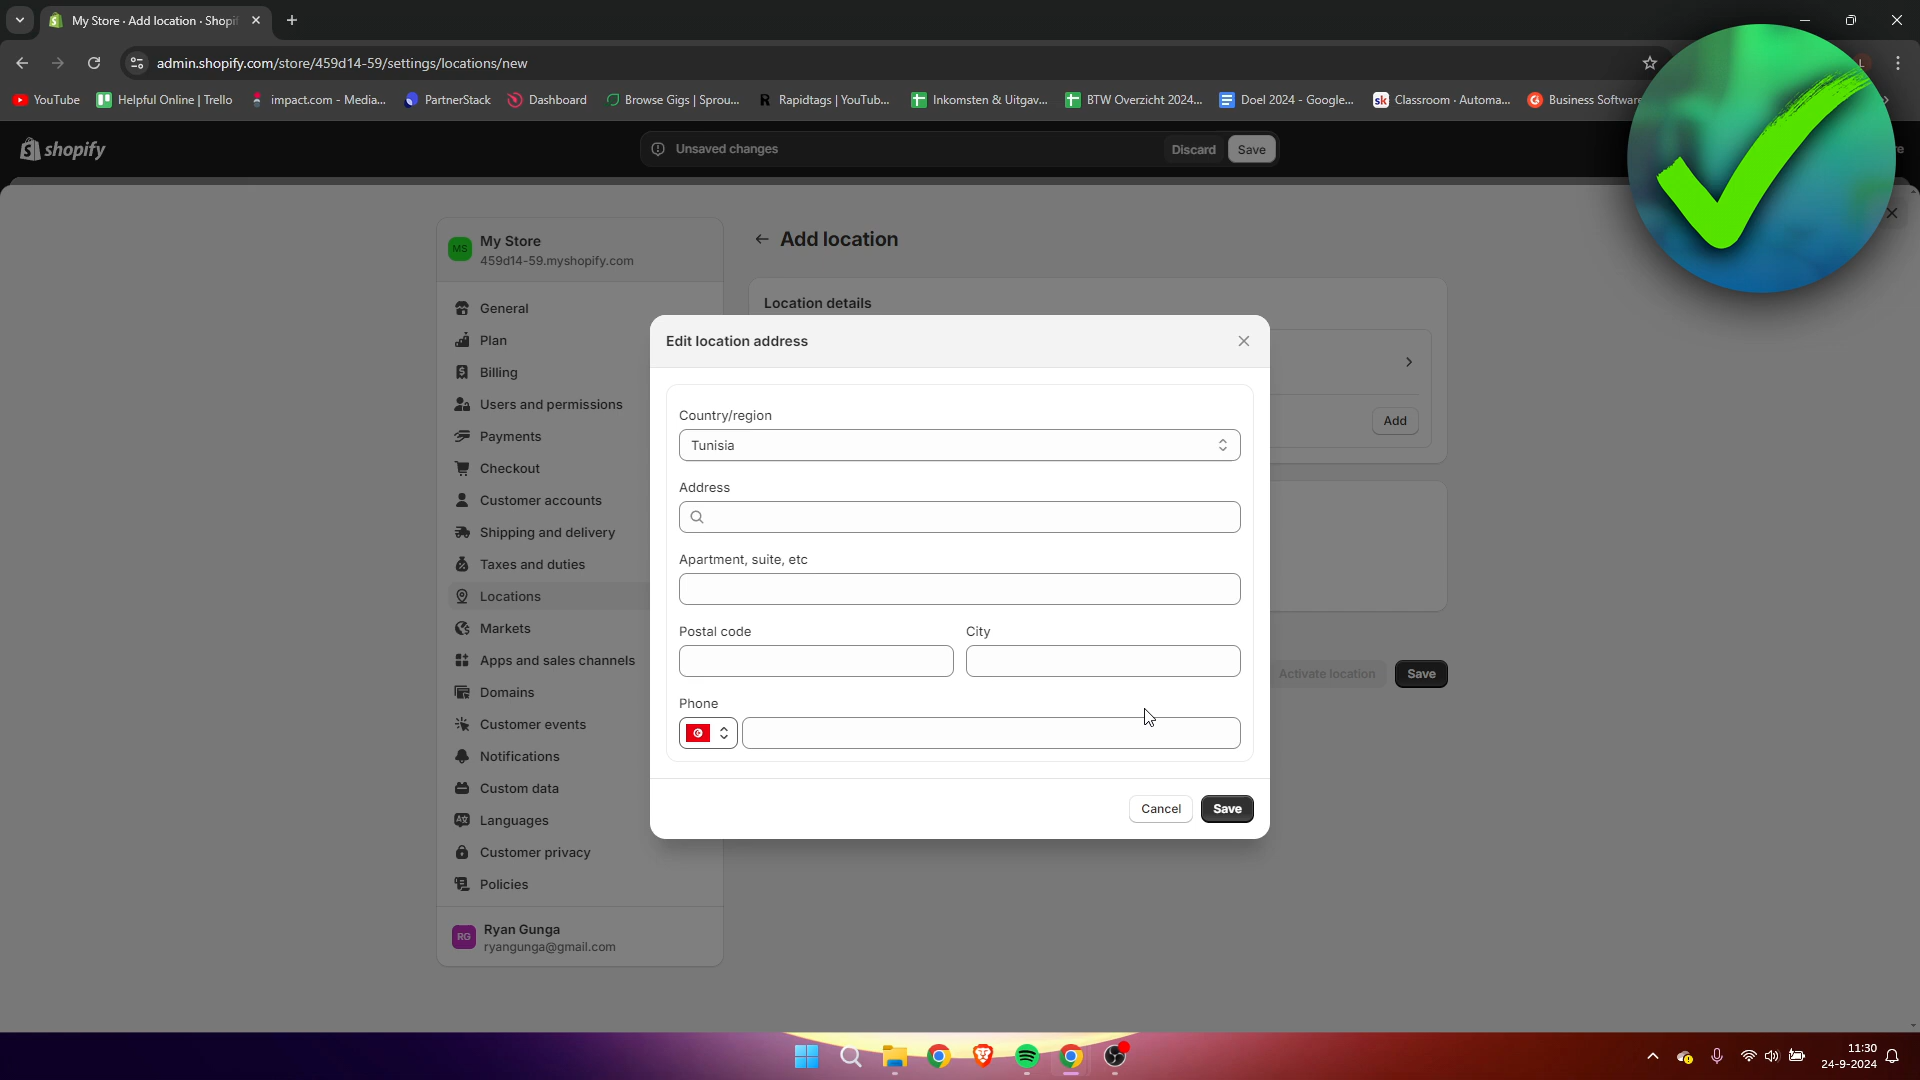 My Store · Add location · Shopi
admin.shopify.com/store/459d14-59/settings/locations/new
YouTube
Helpful Online | Trello
impact.com - Media...
PartnerStack
Dashboard
Browse Gigs | Sprou...
Rapidtags | YouTub...
Inkomsten & Uitgav...
BTW Overzicht 2024...
Doel 2024 - Google...
sk
Classroom · Automa...
Business Software
shopify
Unsaved changes
Discard
Save
MS
My Store
459d14-59.myshopify.com
General
Plan
Billing
Users and permissions
Payments
Checkout
Customer accounts
Shipping and delivery
Taxes and duties
Locations
Markets
Apps and sales channels
Domains
Customer events
Notifications
Custom data
Languages
Customer privacy
Policies
RG
Ryan Gunga
ryangunga@gmail.com
Add location
Location details
Add
Activate location
Save
Edit location address
Country/region
Tunisia
Address
Apartment, suite, etc
Postal code
City
Phone
Cancel
Save
11:30
24-9-2024